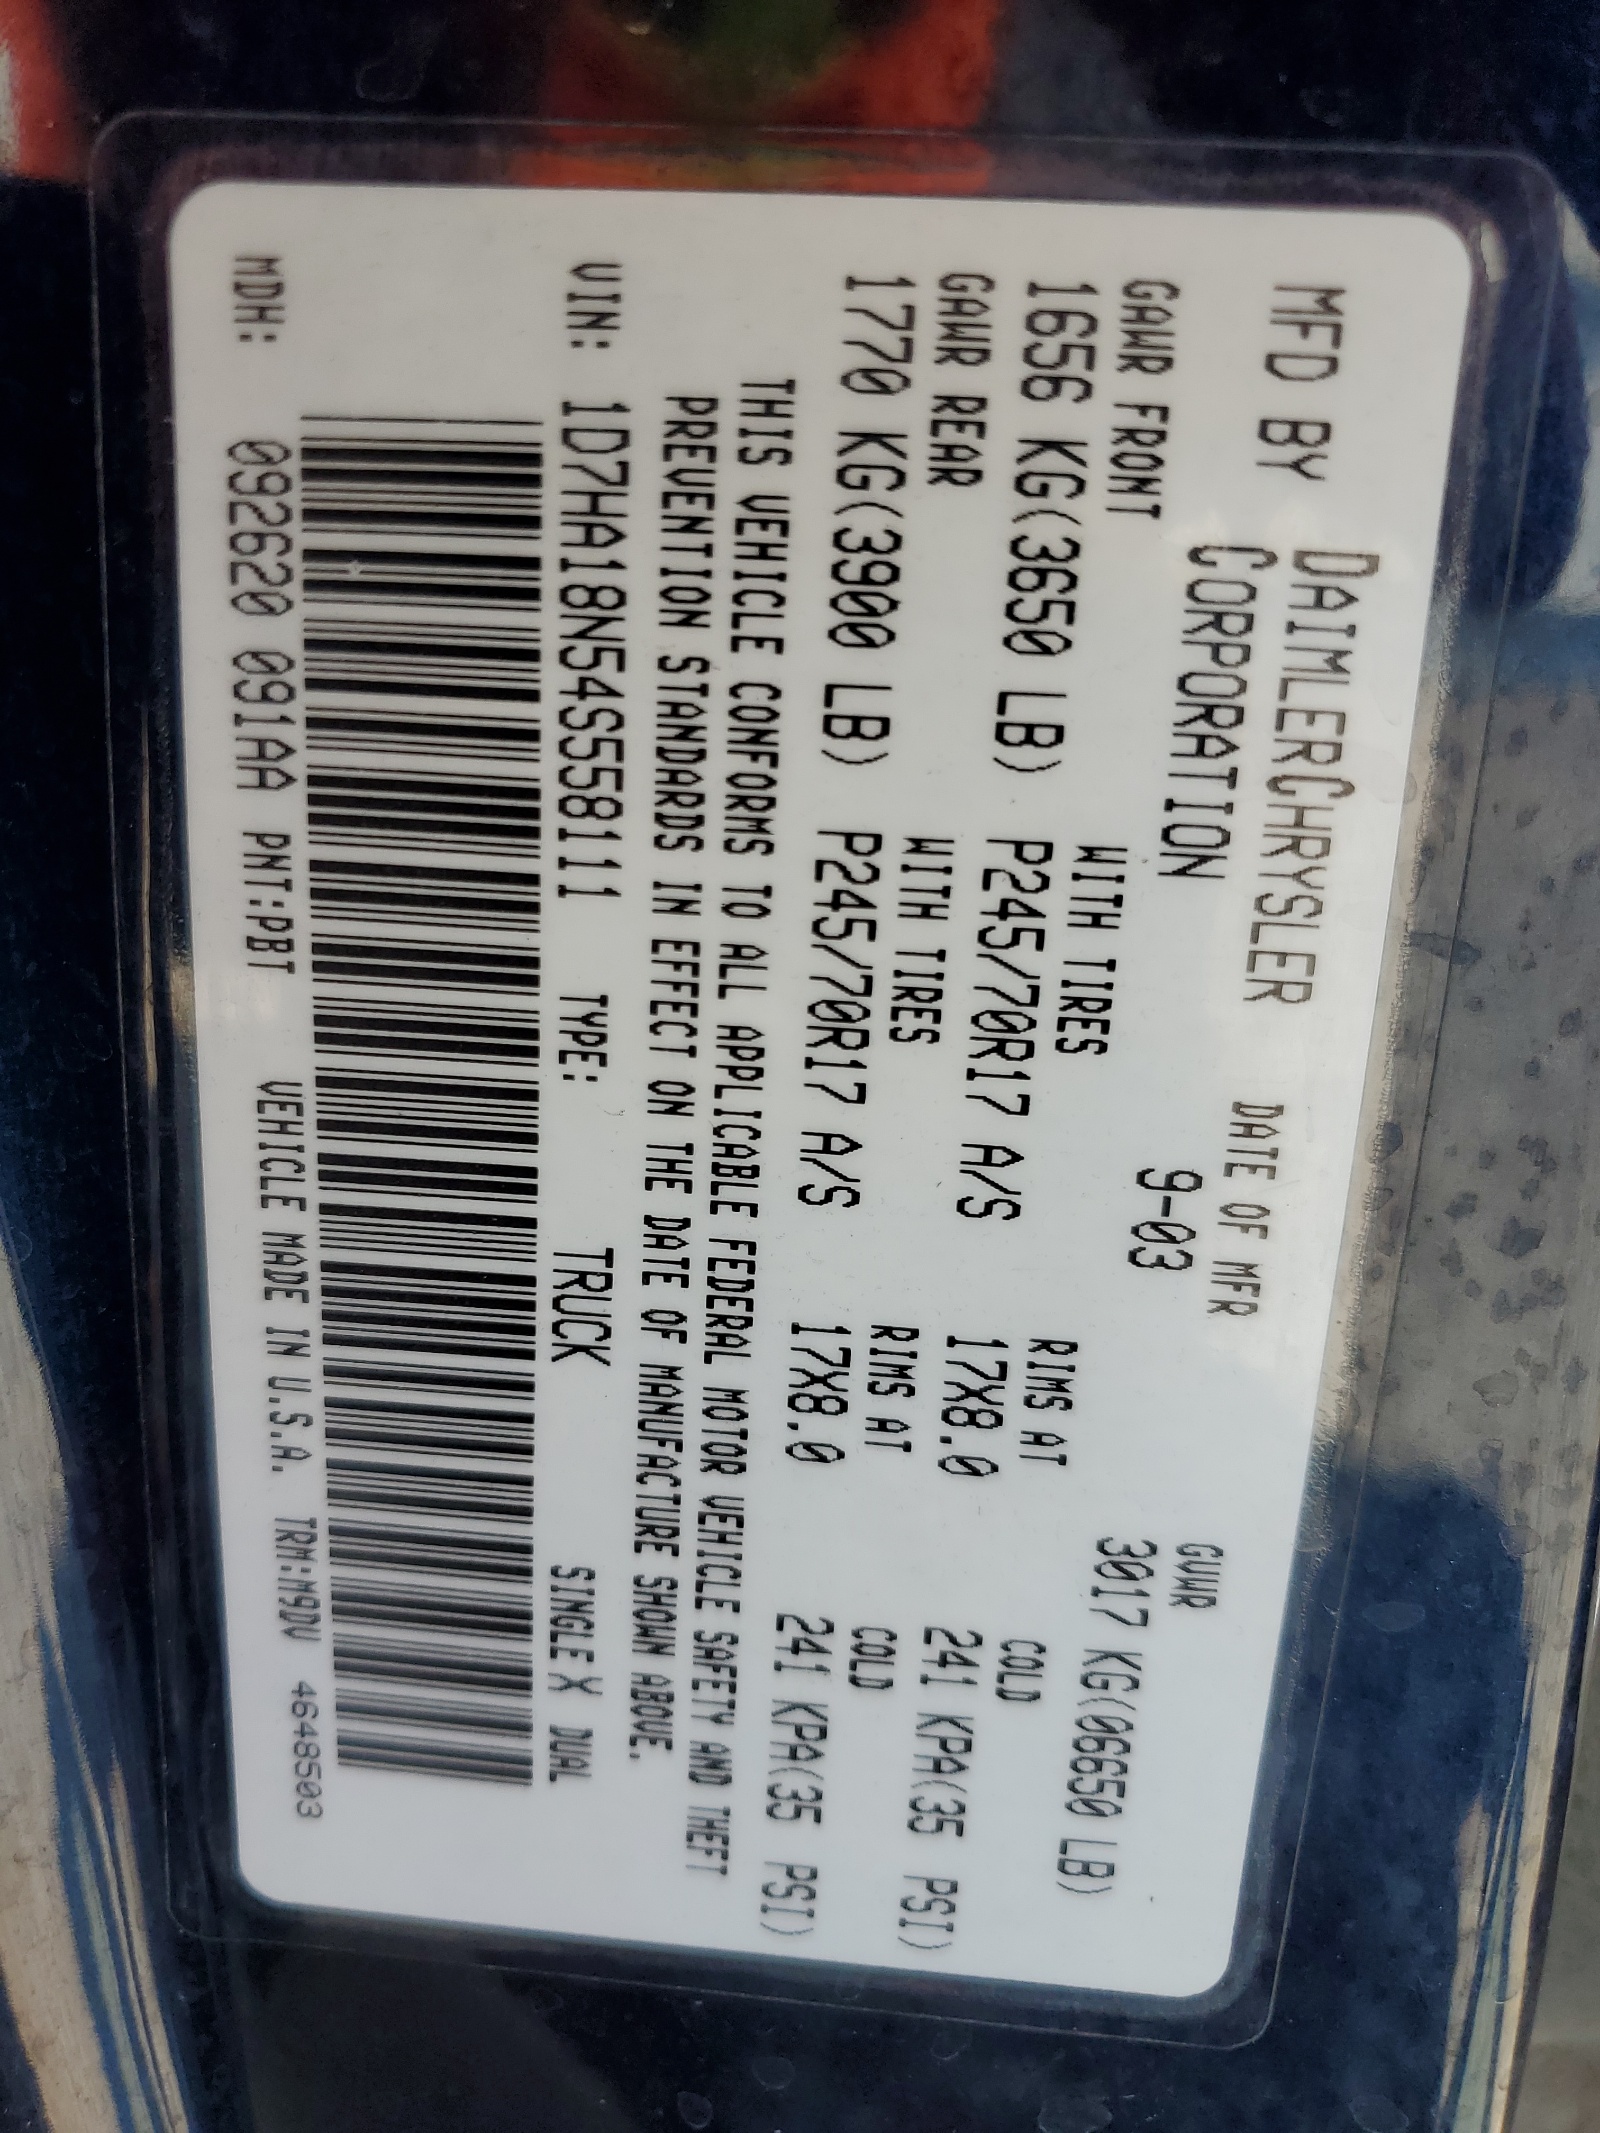 MFD BY DAIMLERCHRYSLER CORPORATION
DATE OF MFR
9-03
GVWR
3017 KG(06650 LB)
GAWR FRONT WITH TIRES RIMS AT COLD
1656 KG(3650 LB) P245/70R17 A/S 17X8.0 241 KPA(35 PSI)
GAWR REAR WITH TIRES RIMS AT COLD
1770 KG(3900 LB) P245/70R17 A/S 17X8.0 241 KPA(35 PSI)
THIS VEHICLE CONFORMS TO ALL APPLICABLE FEDERAL MOTOR VEHICLE SAFETY AND THEFT
PREVENTION STANDARDS IN EFFECT ON THE DATE OF MANUFACTURE SHOWN ABOVE.
VIN: 1D7HA18N54S558111 TYPE: TRUCK SINGLE X DUAL
MDH: 092620 091AA PNT:PBT VEHICLE MADE IN U.S.A. TRM:M9DV 4648503